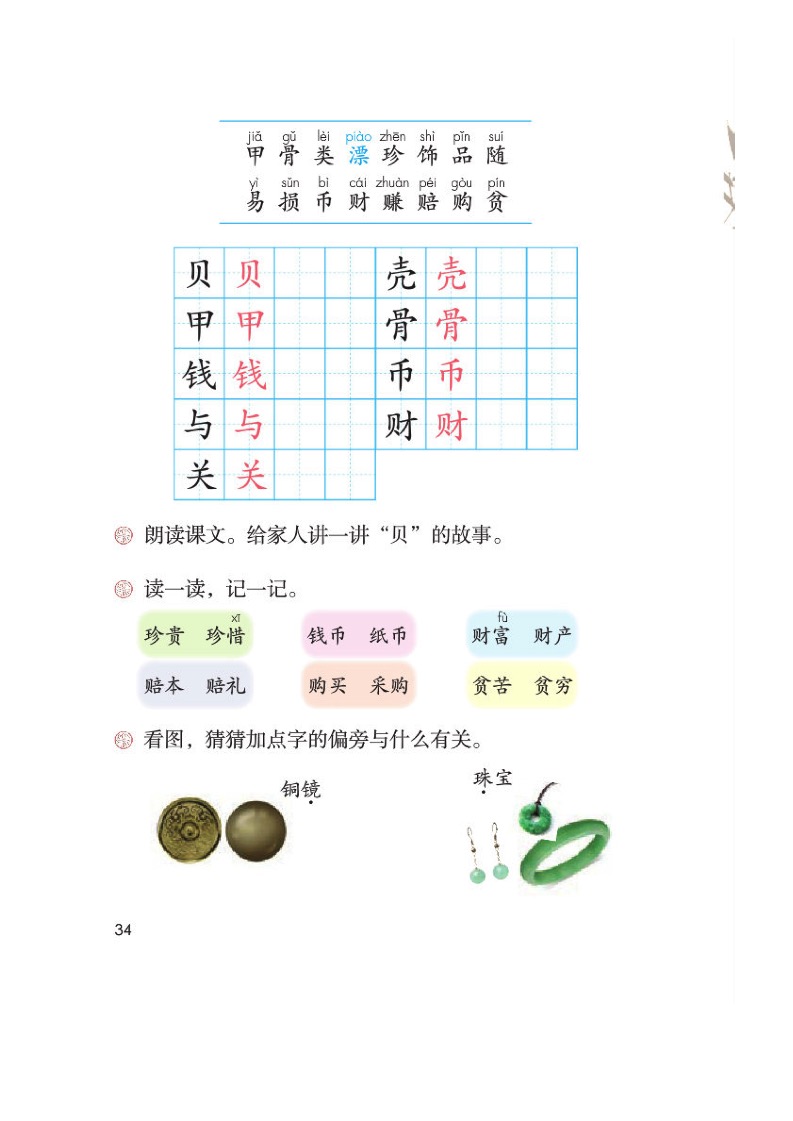 jiǎ gǔ lèi piào zhēn shì pǐn suí
甲 骨 类 漂 珍 饰 品 随
yì sǔn bì cái zhuàn péi gòu pín
易 损 币 财 赚 赔 购 贫
贝 贝 壳 壳
甲 甲 骨 骨
钱 钱 币 币
与 与 财 财
关 关
朗读课文。给家人讲一讲“贝”的故事。
读一读，记一记。
xī fù
珍贵 珍惜 钱币 纸币 财富 财产
赔本 赔礼 购买 采购 贫苦 贫穷
看图，猜猜加点字的偏旁与什么有关。
铜镜 珠宝
34